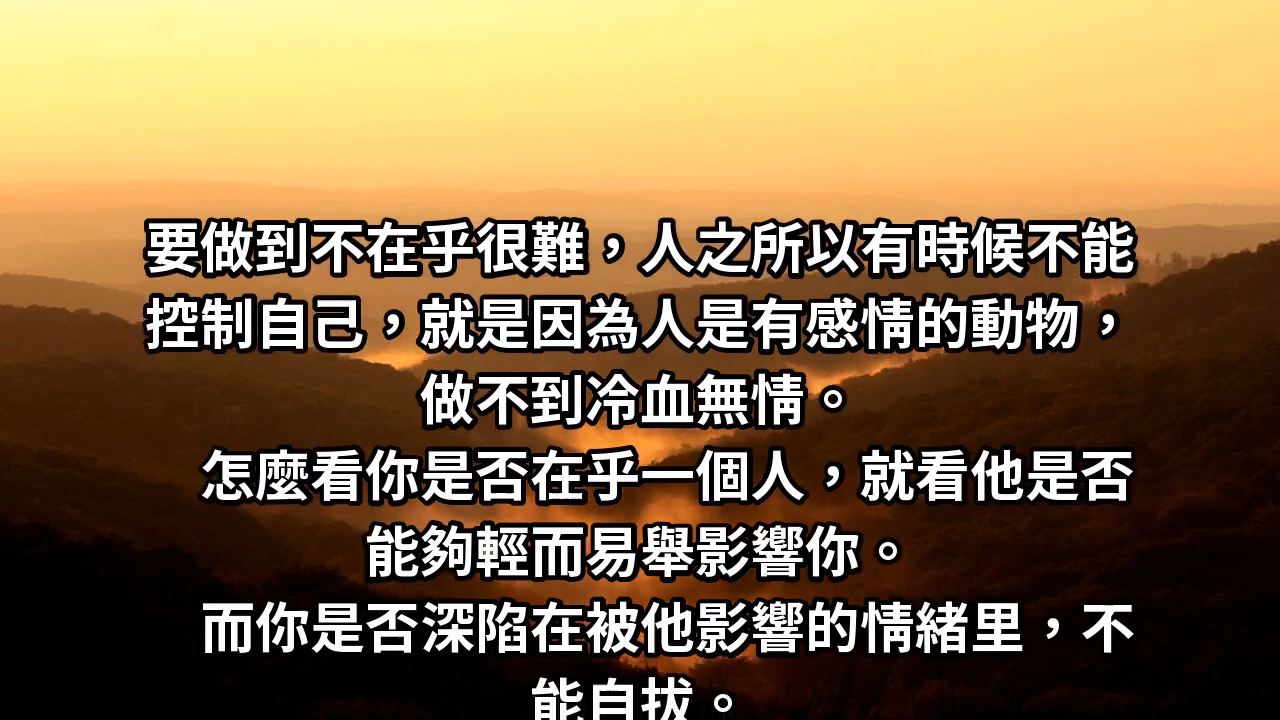 要做到不在乎很難，人之所以有時候不能
控制自己，就是因為人是有感情的動物，
做不到冷血無情。
怎麼看你是否在乎一個人，就看他是否
能夠輕而易舉影響你。
而你是否深陷在被他影響的情緒里，不
能自拔。